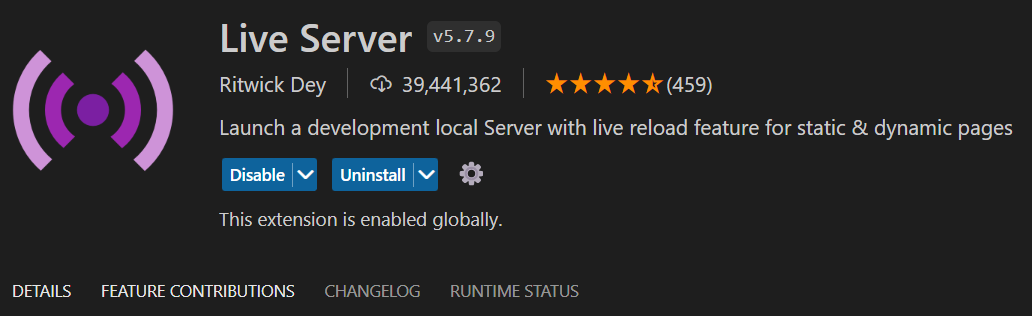 Live Server v5.7.9
Ritwick Dey 39,441,362 (459)
Launch a development local Server with live reload feature for static & dynamic pages
Disable Uninstall
This extension is enabled globally.
DETAILS FEATURE CONTRIBUTIONS CHANGELOG RUNTIME STATUS